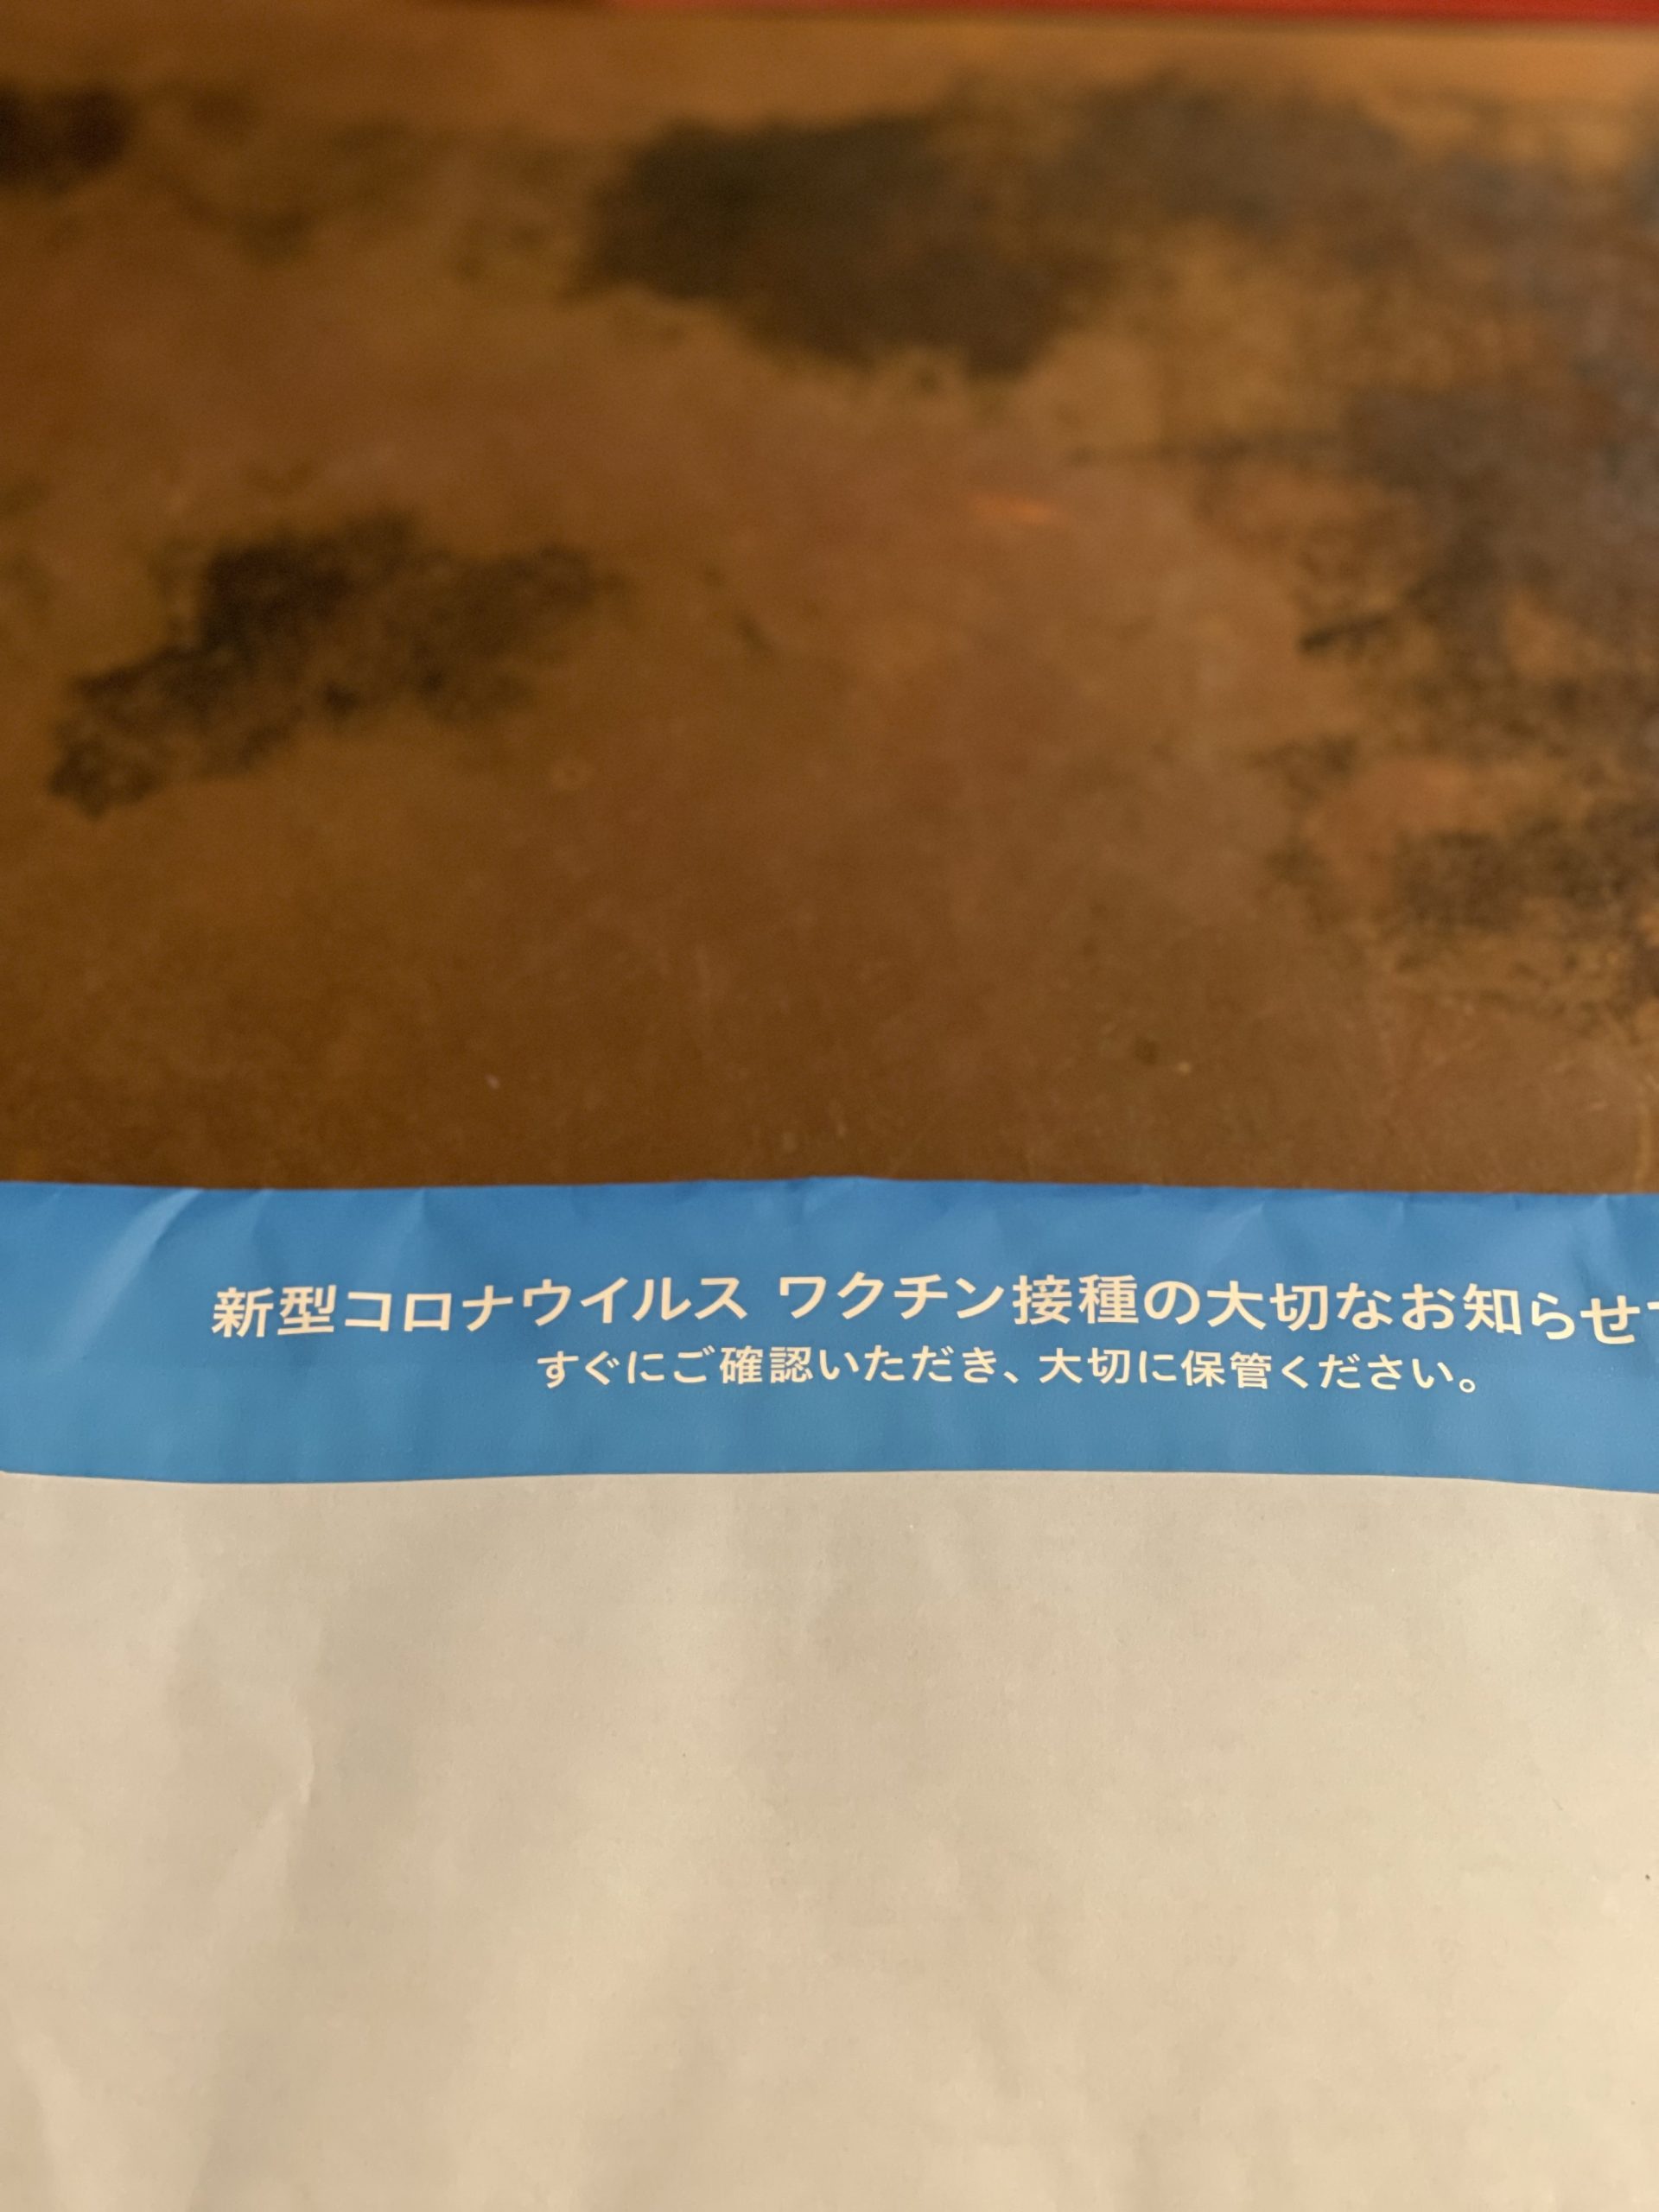 新型コロナウイルス ワクチン接種の大切なお知らせ
すぐにご確認いただき、大切に保管ください。